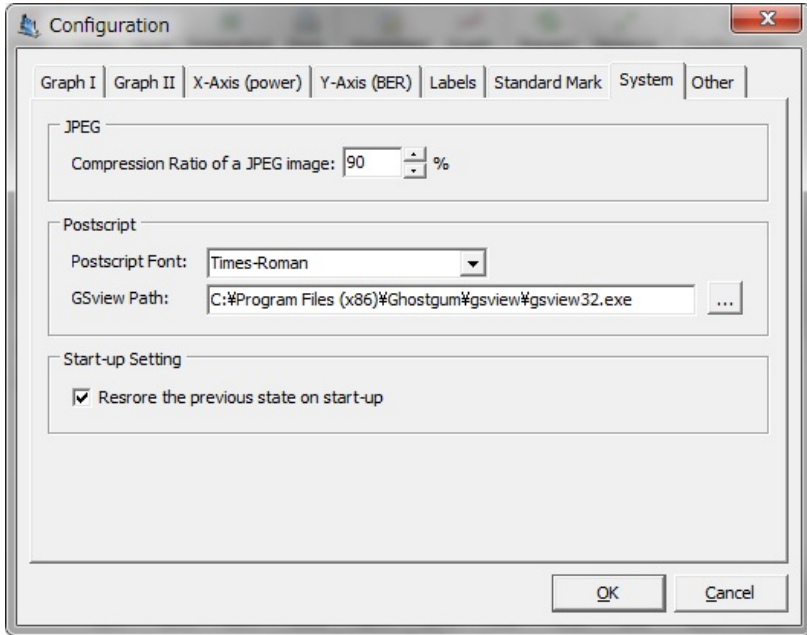 Configuration
Graph I Graph II X-Axis (power) Y-Axis (BER) Labels Standard Mark System Other
JPEG
Compression Ratio of a JPEG image: 90 %
Postscript
Postscript Font: Times-Roman
GSview Path: C:¥Program Files (x86)¥Ghostgum¥gsview¥gsview32.exe ...
Start-up Setting
Resrore the previous state on start-up
OK Cancel